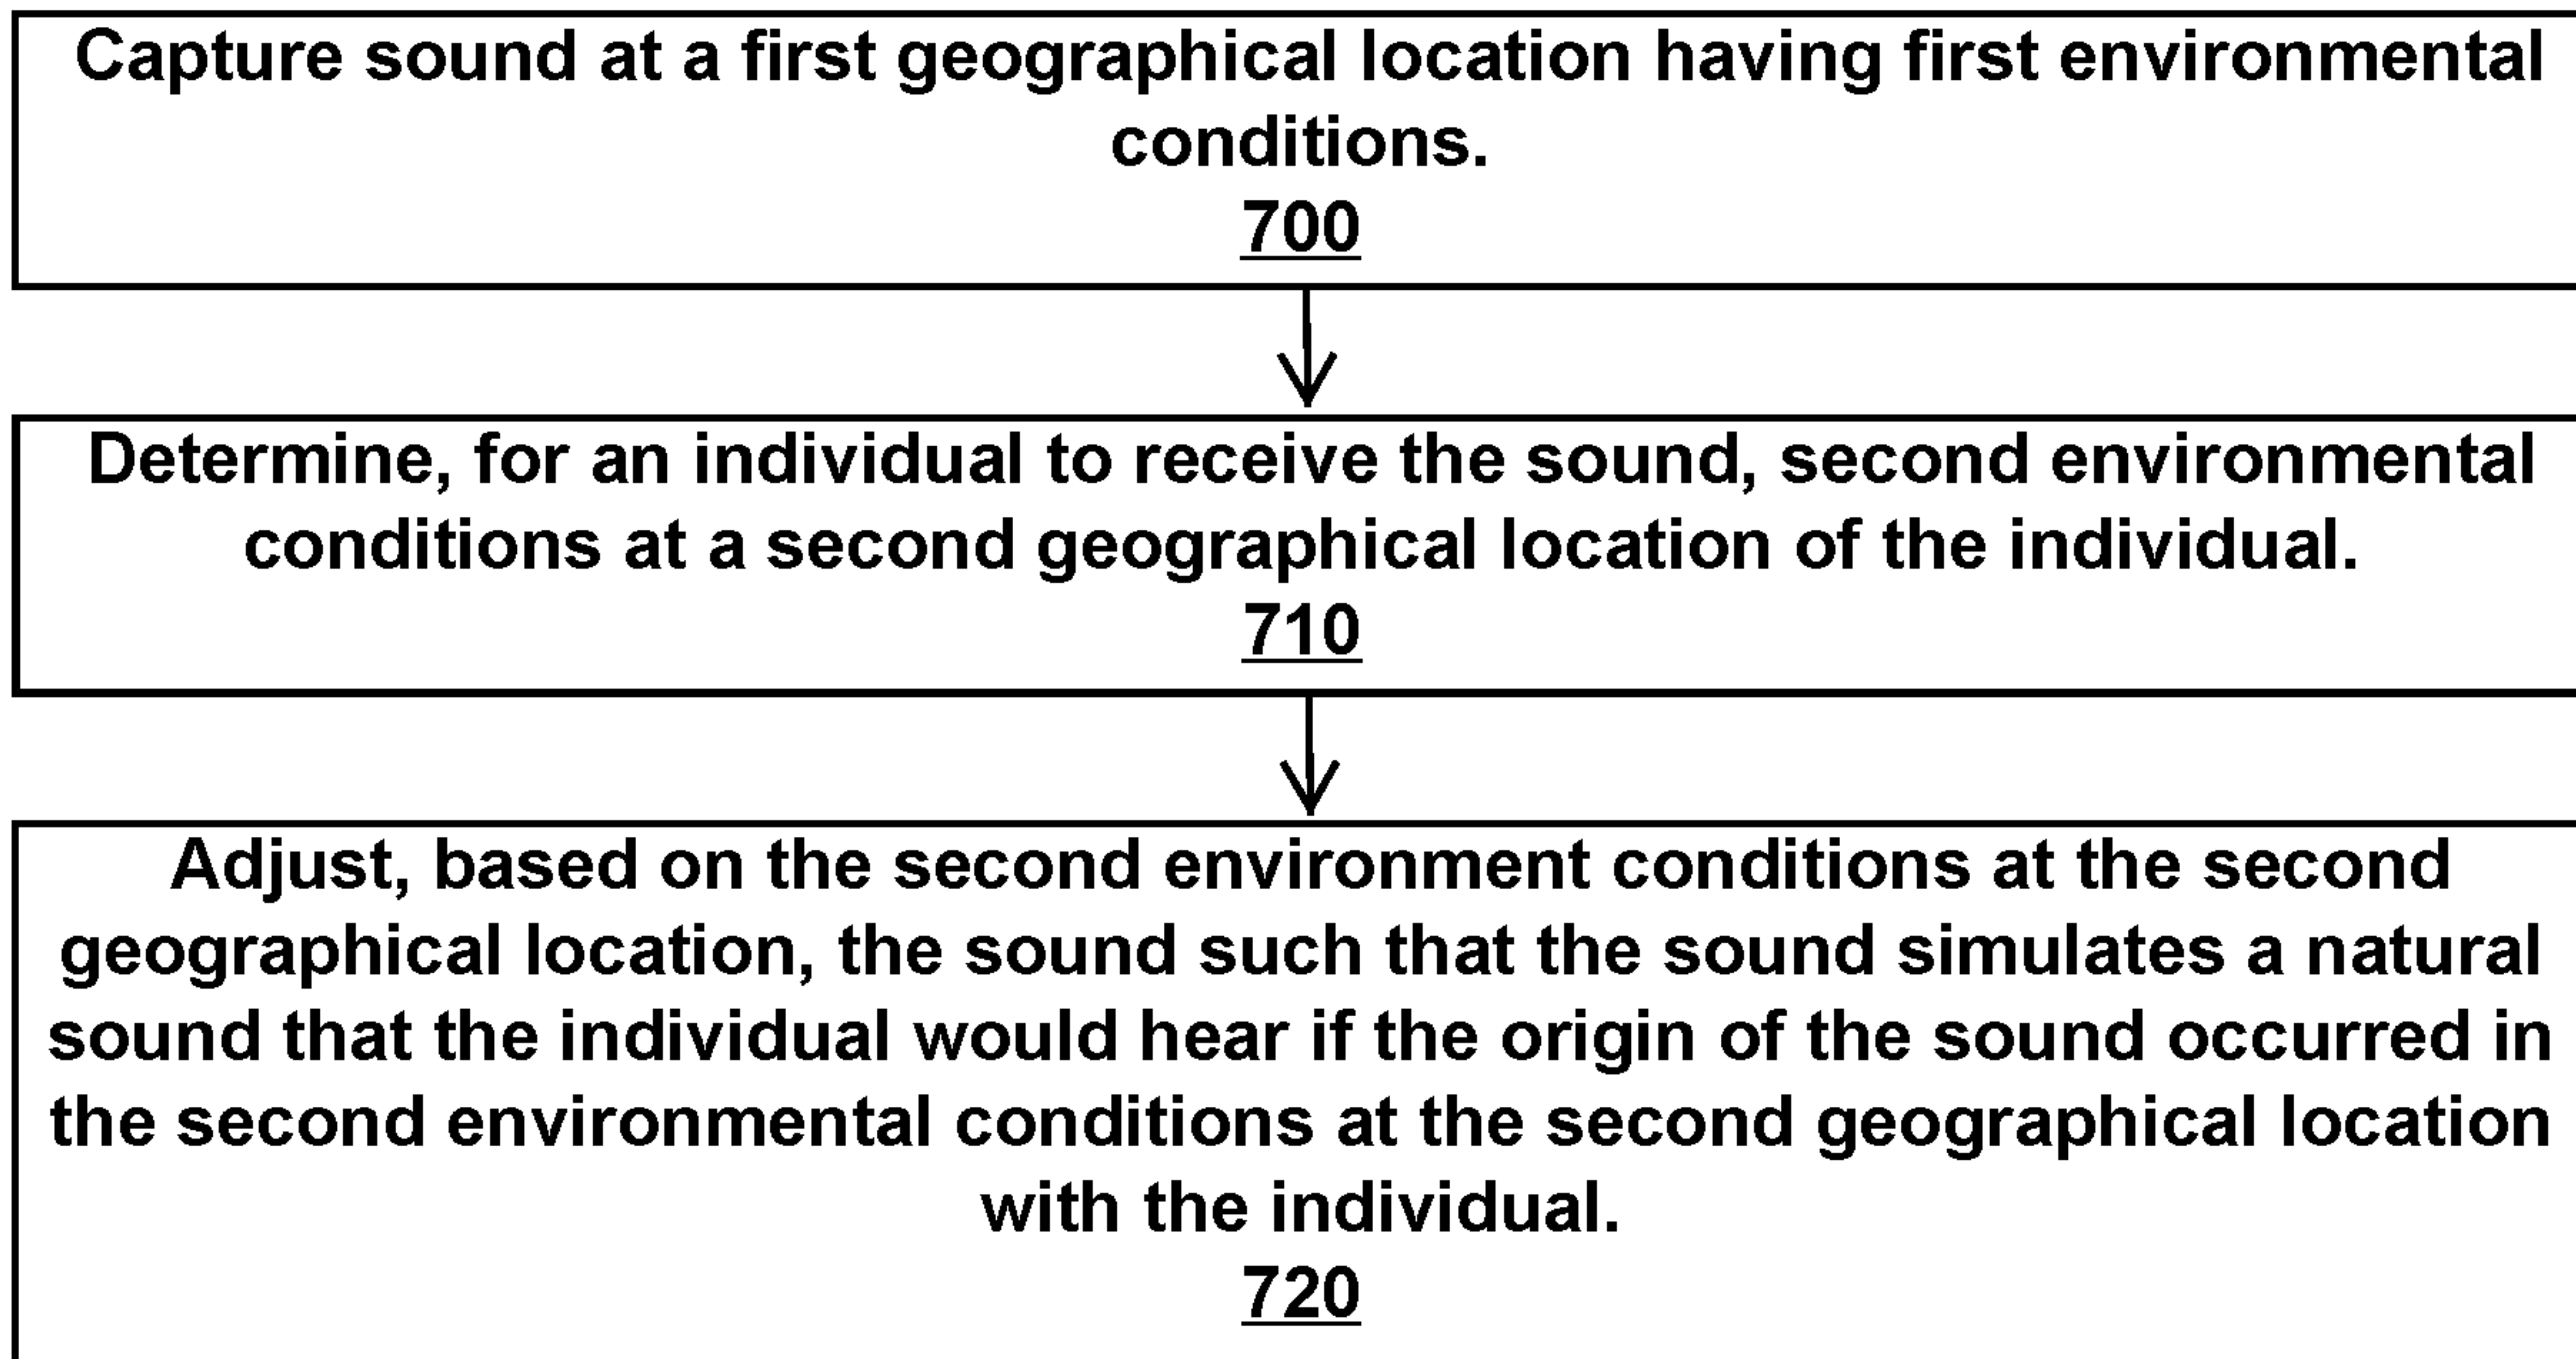 Capture sound at a first geographical location having first environmental
conditions.
700
Determine, for an individual to receive the sound, second environmental
conditions at a second geographical location of the individual.
710
Adjust, based on the second environment conditions at the second
geographical location, the sound such that the sound simulates a natural
sound that the individual would hear if the origin of the sound occurred in
the second environmental conditions at the second geographical location
with the individual.
720